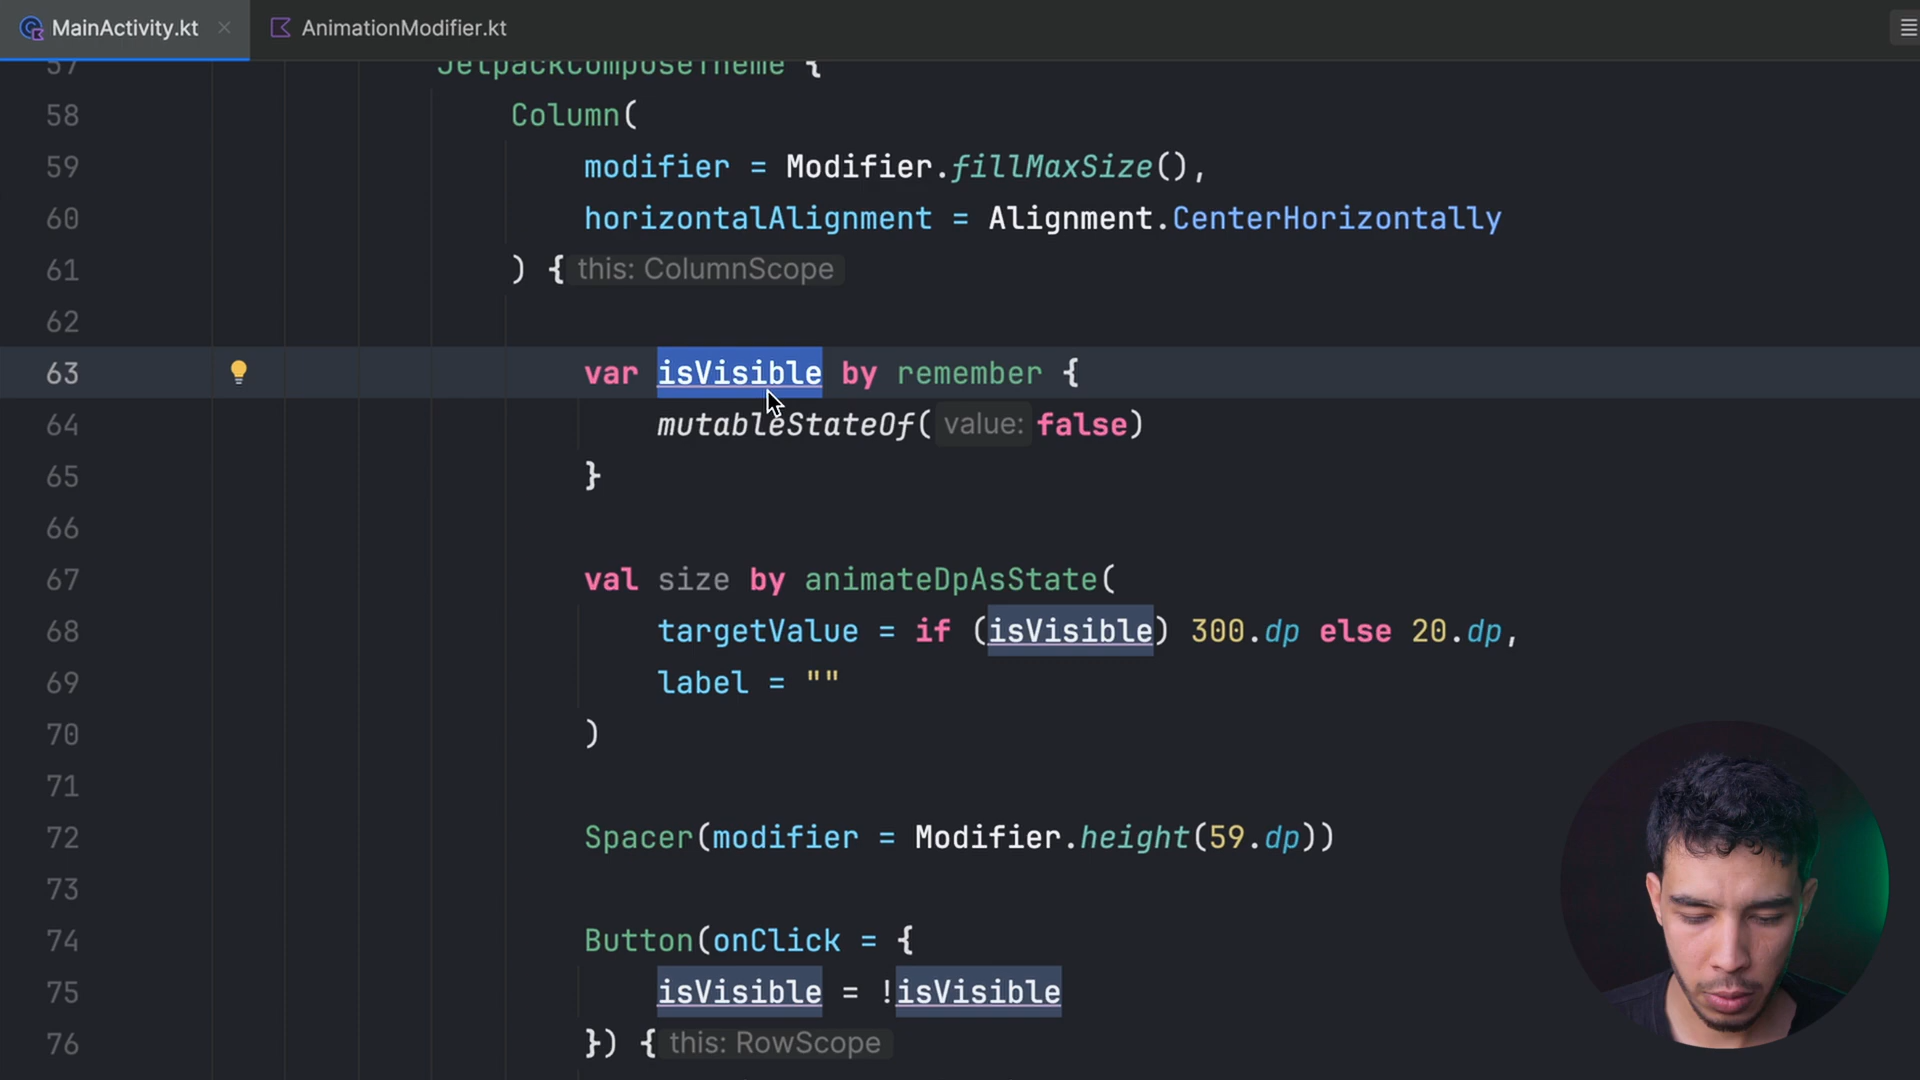 MainActivity.kt
AnimationModifier.kt
57 JetpackComposeTheme {
58 Column(
59 modifier = Modifier.fillMaxSize(),
60 horizontalAlignment = Alignment.CenterHorizontally
61 ) { this: ColumnScope
62
63 var isVisible by remember {
64 mutableStateOf( value: false)
65 }
66
67 val size by animateDpAsState(
68 targetValue = if (isVisible) 300.dp else 20.dp,
69 label = ""
70 )
71
72 Spacer(modifier = Modifier.height(59.dp))
73
74 Button(onClick = {
75 isVisible = !isVisible
76 }) { this: RowScope